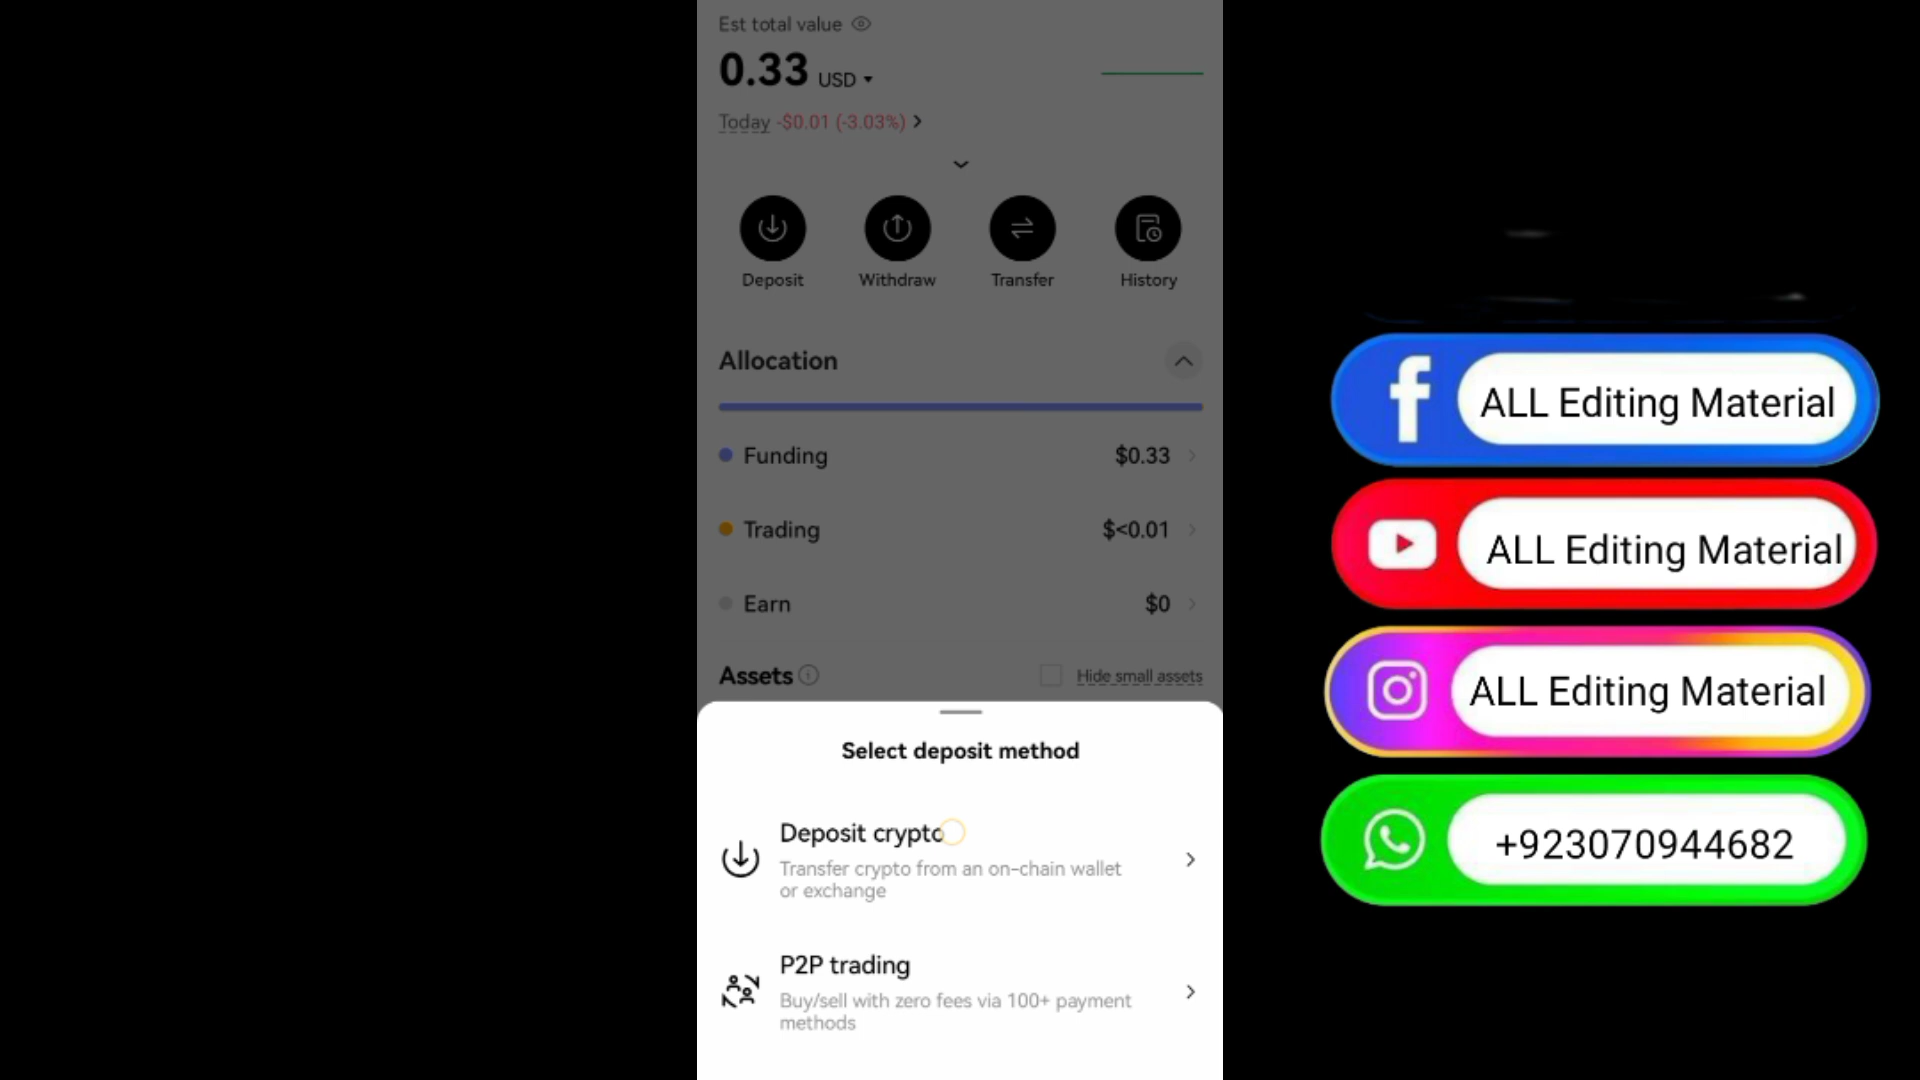 Est total value
0.33 USD
Today -$0.01 (-3.03%)
Deposit Withdraw Transfer History
Allocation
Funding $0.33
Trading $<0.01
Earn $0
Assets Hide small assets
Select deposit method
Deposit crypto
Transfer crypto from an on-chain wallet
or exchange
P2P trading
Buy/sell with zero fees via 100+ payment
methods
ALL Editing Material
ALL Editing Material
ALL Editing Material
+923070944682